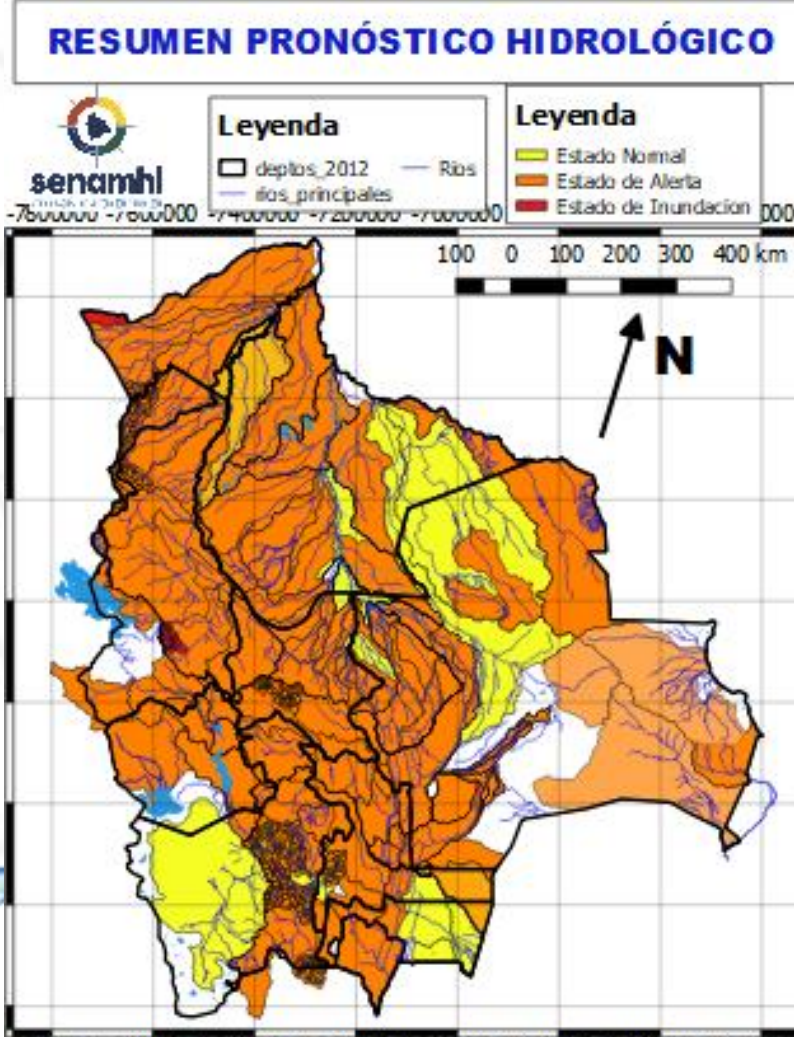 RESUMEN PRONÓSTICO HIDROLÓGICO
senamhi
Leyenda
deptos_2012
Rios
rios_principales
Leyenda
Estado Normal
Estado de Alerta
Estado de Inundacion
-7800000 -7600000 -7400000 -7200000 -7000000
100 0 100 200 300 400 km
N